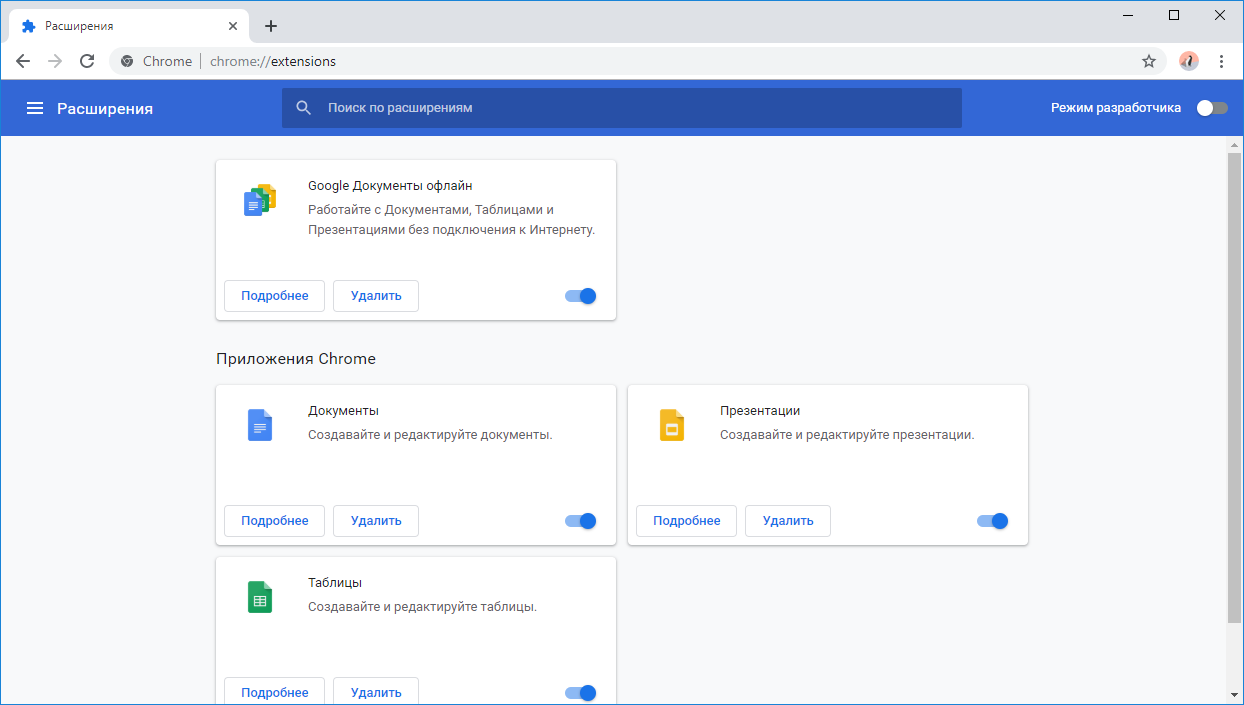 Расширения
Chrome | chrome://extensions
Расширения
Поиск по расширениям
Режим разработчика
Google Документы офлайн
Работайте с Документами, Таблицами и
Презентациями без подключения к Интернету.
Подробнее
Удалить
Приложения Chrome
Документы
Создавайте и редактируйте документы.
Подробнее
Удалить
Презентации
Создавайте и редактируйте презентации.
Подробнее
Удалить
Таблицы
Создавайте и редактируйте таблицы.
Подробнее
Удалить